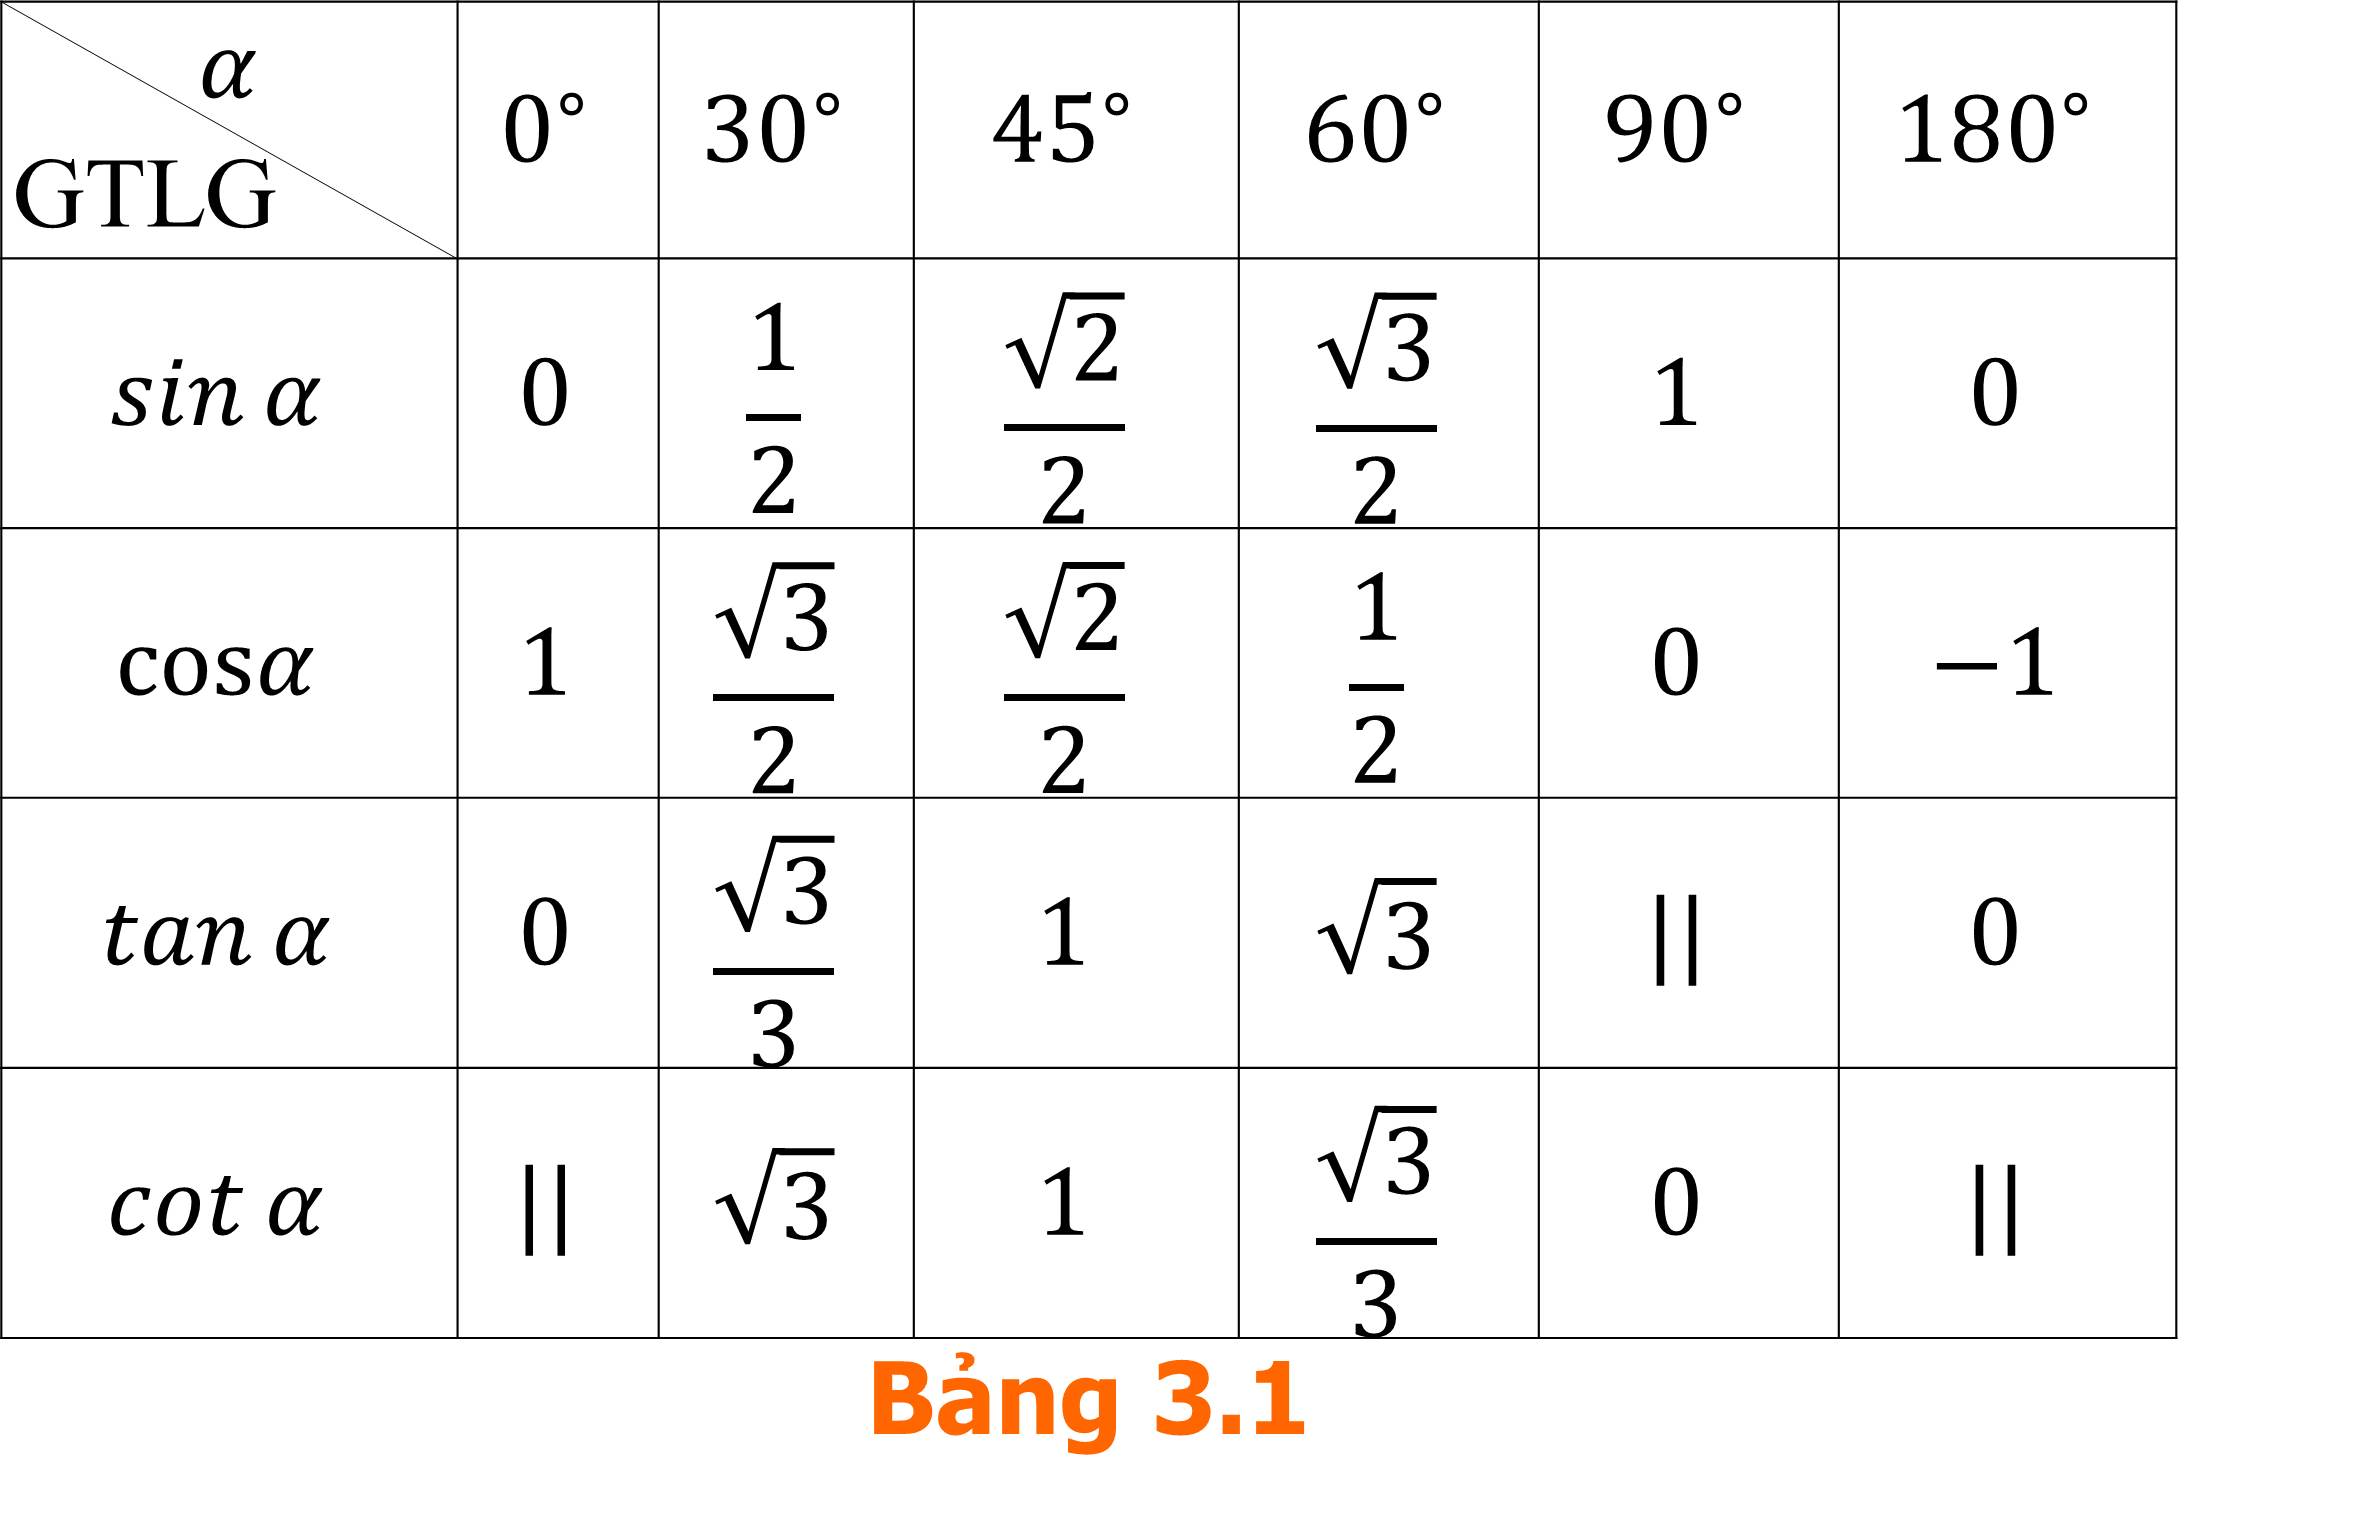 α
GTLG 0° 30° 45° 60° 90° 180°
sin α 0 1/2 √2/2 √3/2 1 0
cosα 1 √3/2 √2/2 1/2 0 −1
tan α 0 √3/3 1 √3 || 0
cot α || √3 1 √3/3 0 ||
Bảng 3.1